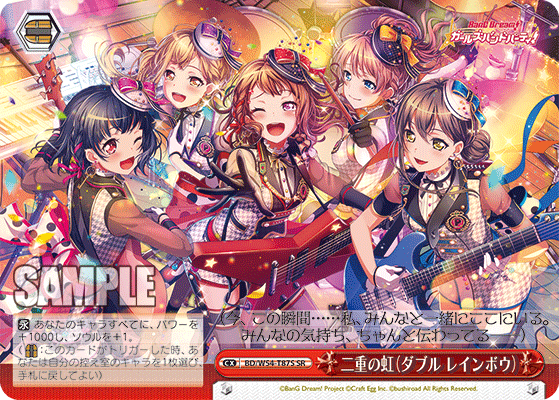 BanG Dream!
ガールズバンドパーティ!
SAMPLE
永 あなたのキャラすべてに、パワーを
+1000し、ソウルを+1。
(:このカードがトリガーした時、あ
なたは自分の控え室のキャラを1枚選び、
手札に戻してよい)
(今、この瞬間……私、みんなと一緒にここにいる。
みんなの気持ち、ちゃんと伝わってる――)
CX BD/W54-T87S SR 二重の虹(ダブル レインボウ)
©BanG Dream! Project ©Craft Egg Inc. ©bushiroad All Rights Reserved.